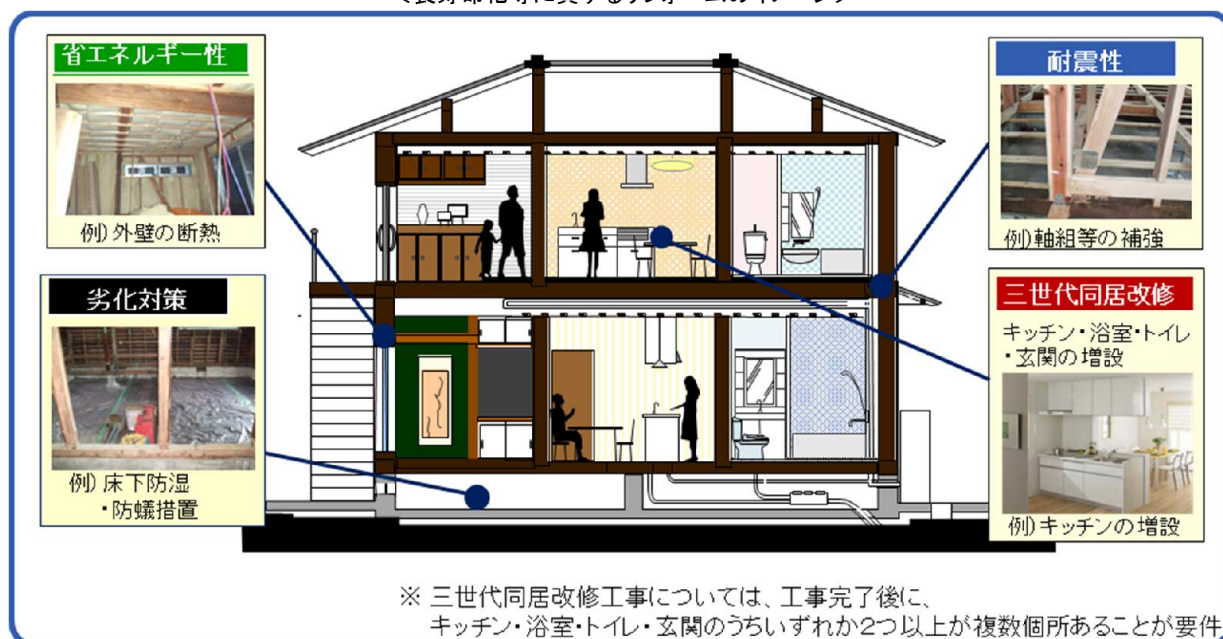 省エネルギー性
例) 外壁の断熱
劣化対策
例) 床下防湿
・防蟻措置
耐震性
例)軸組等の補強
三世代同居改修
キッチン・浴室・トイレ
・玄関の増設
例)キッチンの増設
※ 三世代同居改修工事については、工事完了後に、
キッチン・浴室・トイレ・玄関のうちいずれか2つ以上が複数個所あることが要件